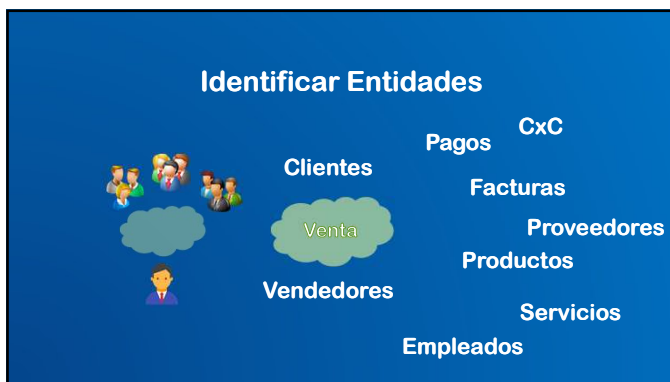 Identificar Entidades
CxC
Pagos
Clientes
Facturas
Venta
Proveedores
Productos
Vendedores
Servicios
Empleados